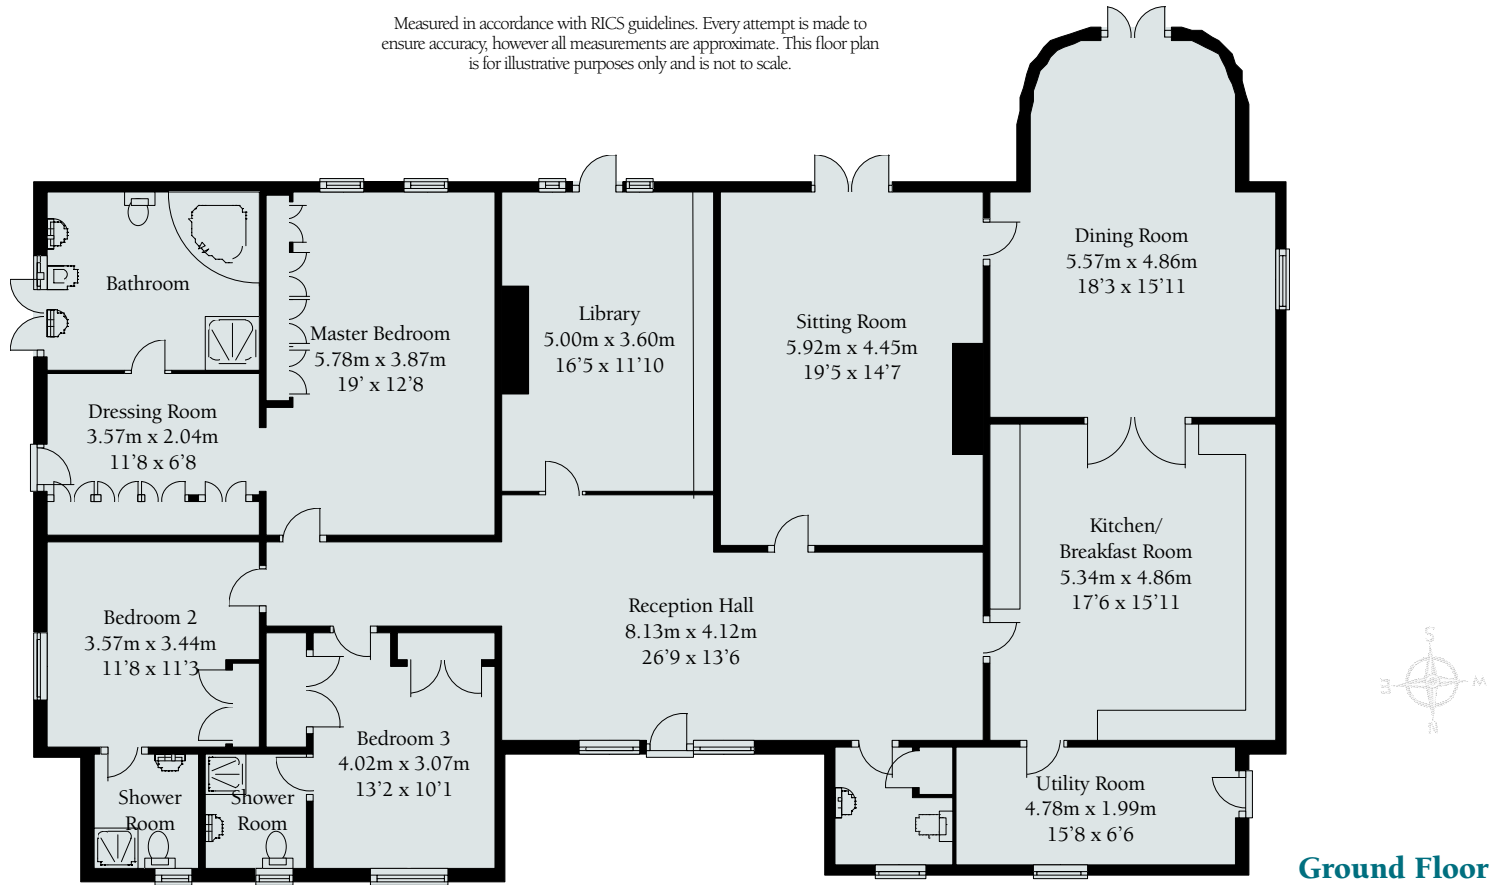 Measured in accordance with RICS guidelines. Every attempt is made to
ensure accuracy, however all measurements are approximate. This floor plan
is for illustrative purposes only and is not to scale.
Bathroom
Dressing Room
3.57m x 2.04m
11'8 x 6'8
Master Bedroom
5.78m x 3.87m
19' x 12'8
Library
5.00m x 3.60m
16'5 x 11'10
Sitting Room
5.92m x 4.45m
19'5 x 14'7
Dining Room
5.57m x 4.86m
18'3 x 15'11
Kitchen/
Breakfast Room
5.34m x 4.86m
17'6 x 15'11
Bedroom 2
3.57m x 3.44m
11'8 x 11'3
Reception Hall
8.13m x 4.12m
26'9 x 13'6
Bedroom 3
4.02m x 3.07m
13'2 x 10'1
Shower
Room
Shower
Room
Utility Room
4.78m x 1.99m
15'8 x 6'6
S
E
W
N
Ground Floor